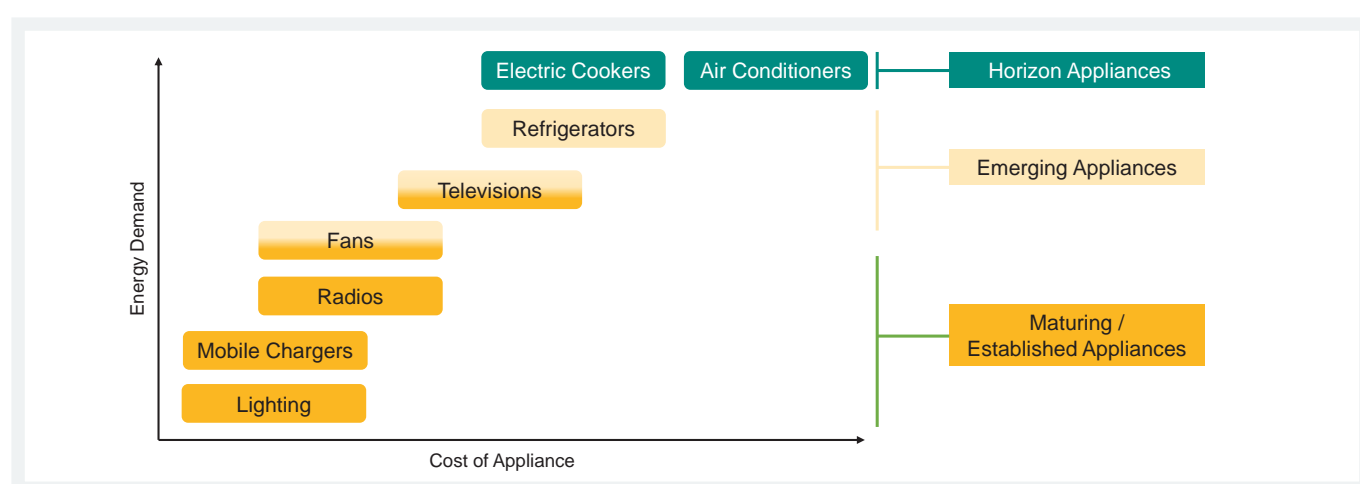 Electric Cookers
Air Conditioners
Horizon Appliances
Refrigerators
Emerging Appliances
Televisions
Fans
Radios
Maturing /
Established Appliances
Mobile Chargers
Lighting
Energy Demand
Cost of Appliance